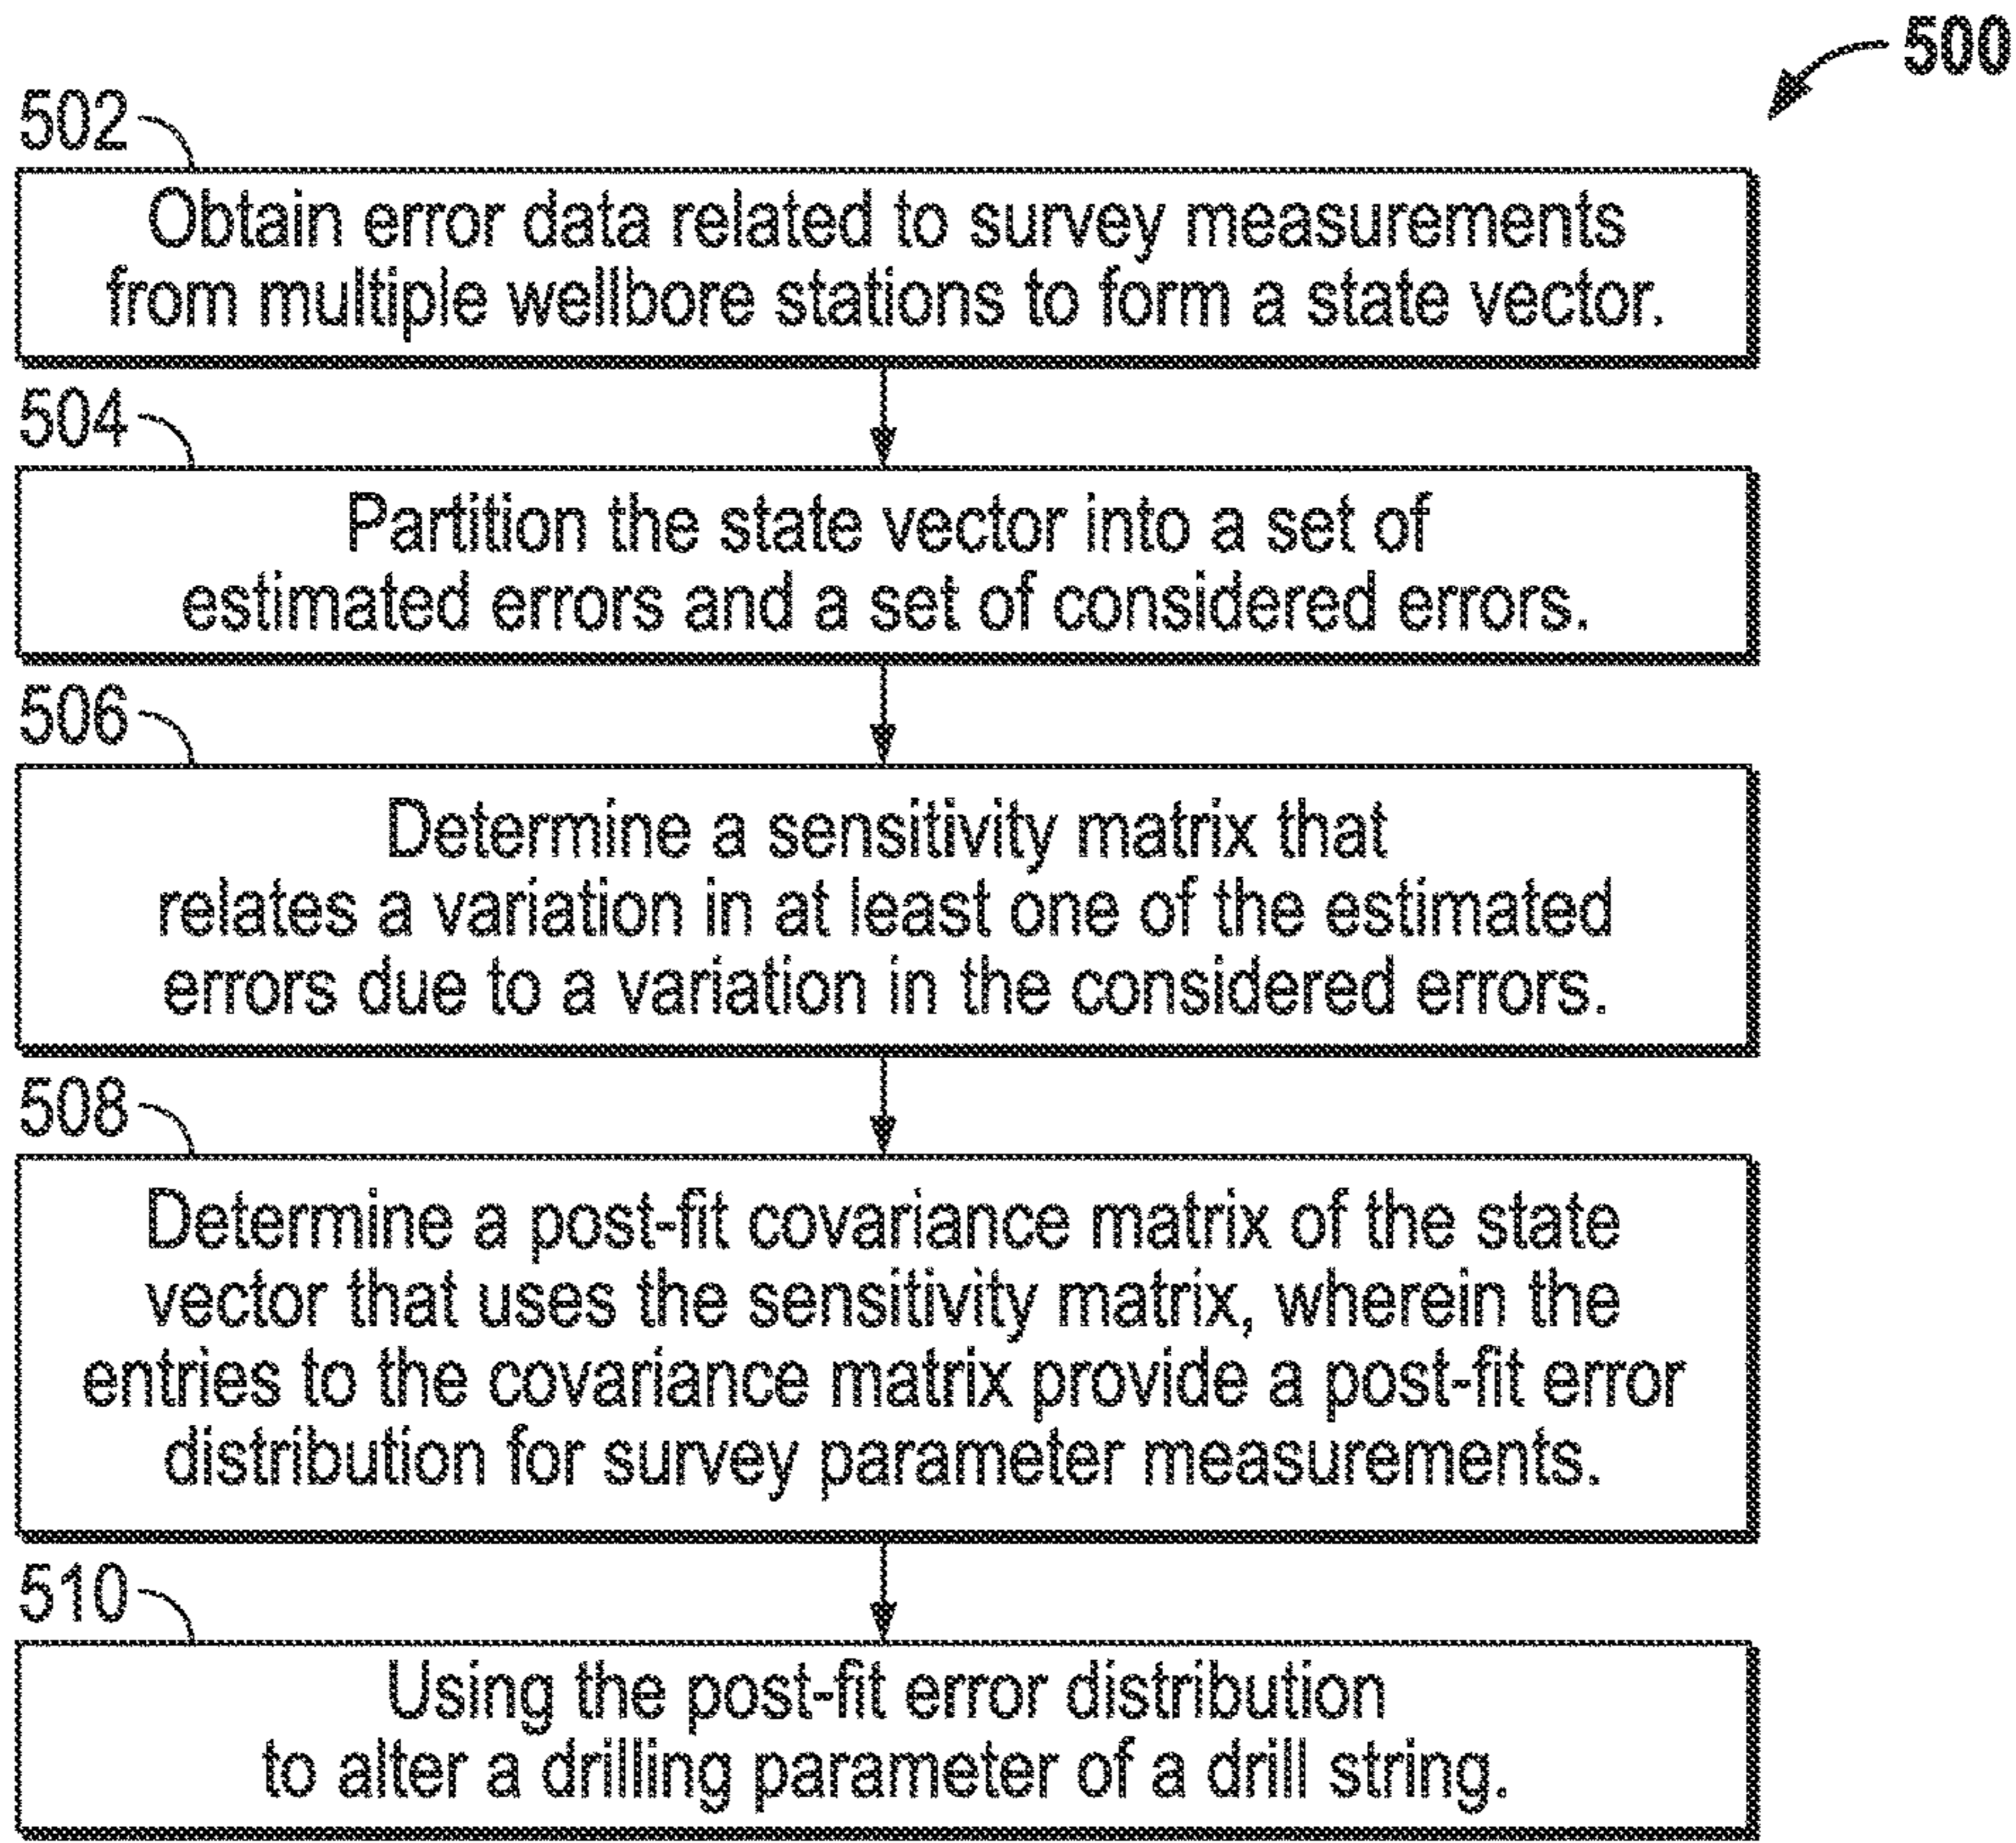 500
502
Obtain error data related to survey measurements
from multiple wellbore stations to form a state vector.
504
Partition the state vector into a set of
estimated errors and a set of considered errors.
506
Determine a sensitivity matrix that
relates a variation in at least one of the estimated
errors due to a variation in the considered errors.
508
Determine a post-fit covariance matrix of the state
vector that uses the sensitivity matrix, wherein the
entries to the covariance matrix provide a post-fit error
distribution for survey parameter measurements.
510
Using the post-fit error distribution
to alter a drilling parameter of a drill string.